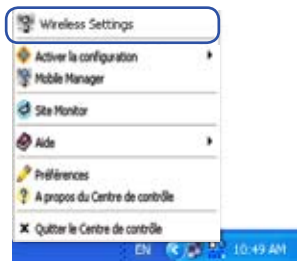 Wireless Settings
Activer la configuration
Mobile Manager
Site Monitor
Aide
Préférences
A propos du Centre de contrôle
Quitter le Centre de contrôle
EN 10:49 AM